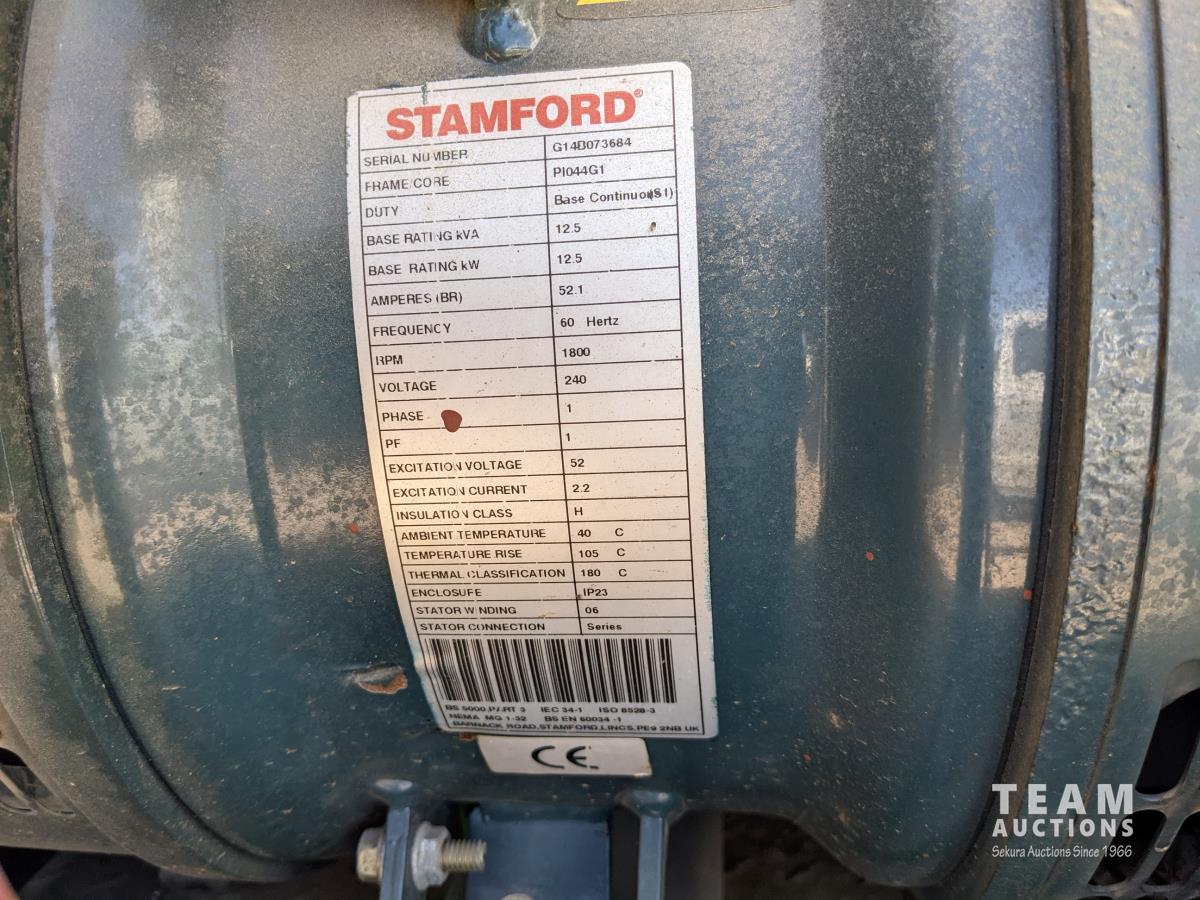 STAMFORD®
SERIAL NUMBER G14B073684
FRAME/CORE PI044G1
DUTY Base Continuous(S1)
BASE RATING kVA 12.5
BASE RATING kW 12.5
AMPERES (BR) 52.1
FREQUENCY 60 Hertz
RPM 1800
VOLTAGE 240
PHASE 1
PF 1
EXCITATION VOLTAGE 52
EXCITATION CURRENT 2.2
INSULATION CLASS H
AMBIENT TEMPERATURE 40 C
TEMPERATURE RISE 105 C
THERMAL CLASSIFICATION 180 C
ENCLOSURE IP23
STATOR WINDING 06
STATOR CONNECTION Series
BS 5000,PART 3 IEC 34-1 ISO 8528-3
NEMA MG 1-32 BS EN 60034-1
BARNACK ROAD,STAMFORD,LINCS,PE9 2NB UK
CE
TEAM
AUCTIONS
Sekura Auctions Since 1966